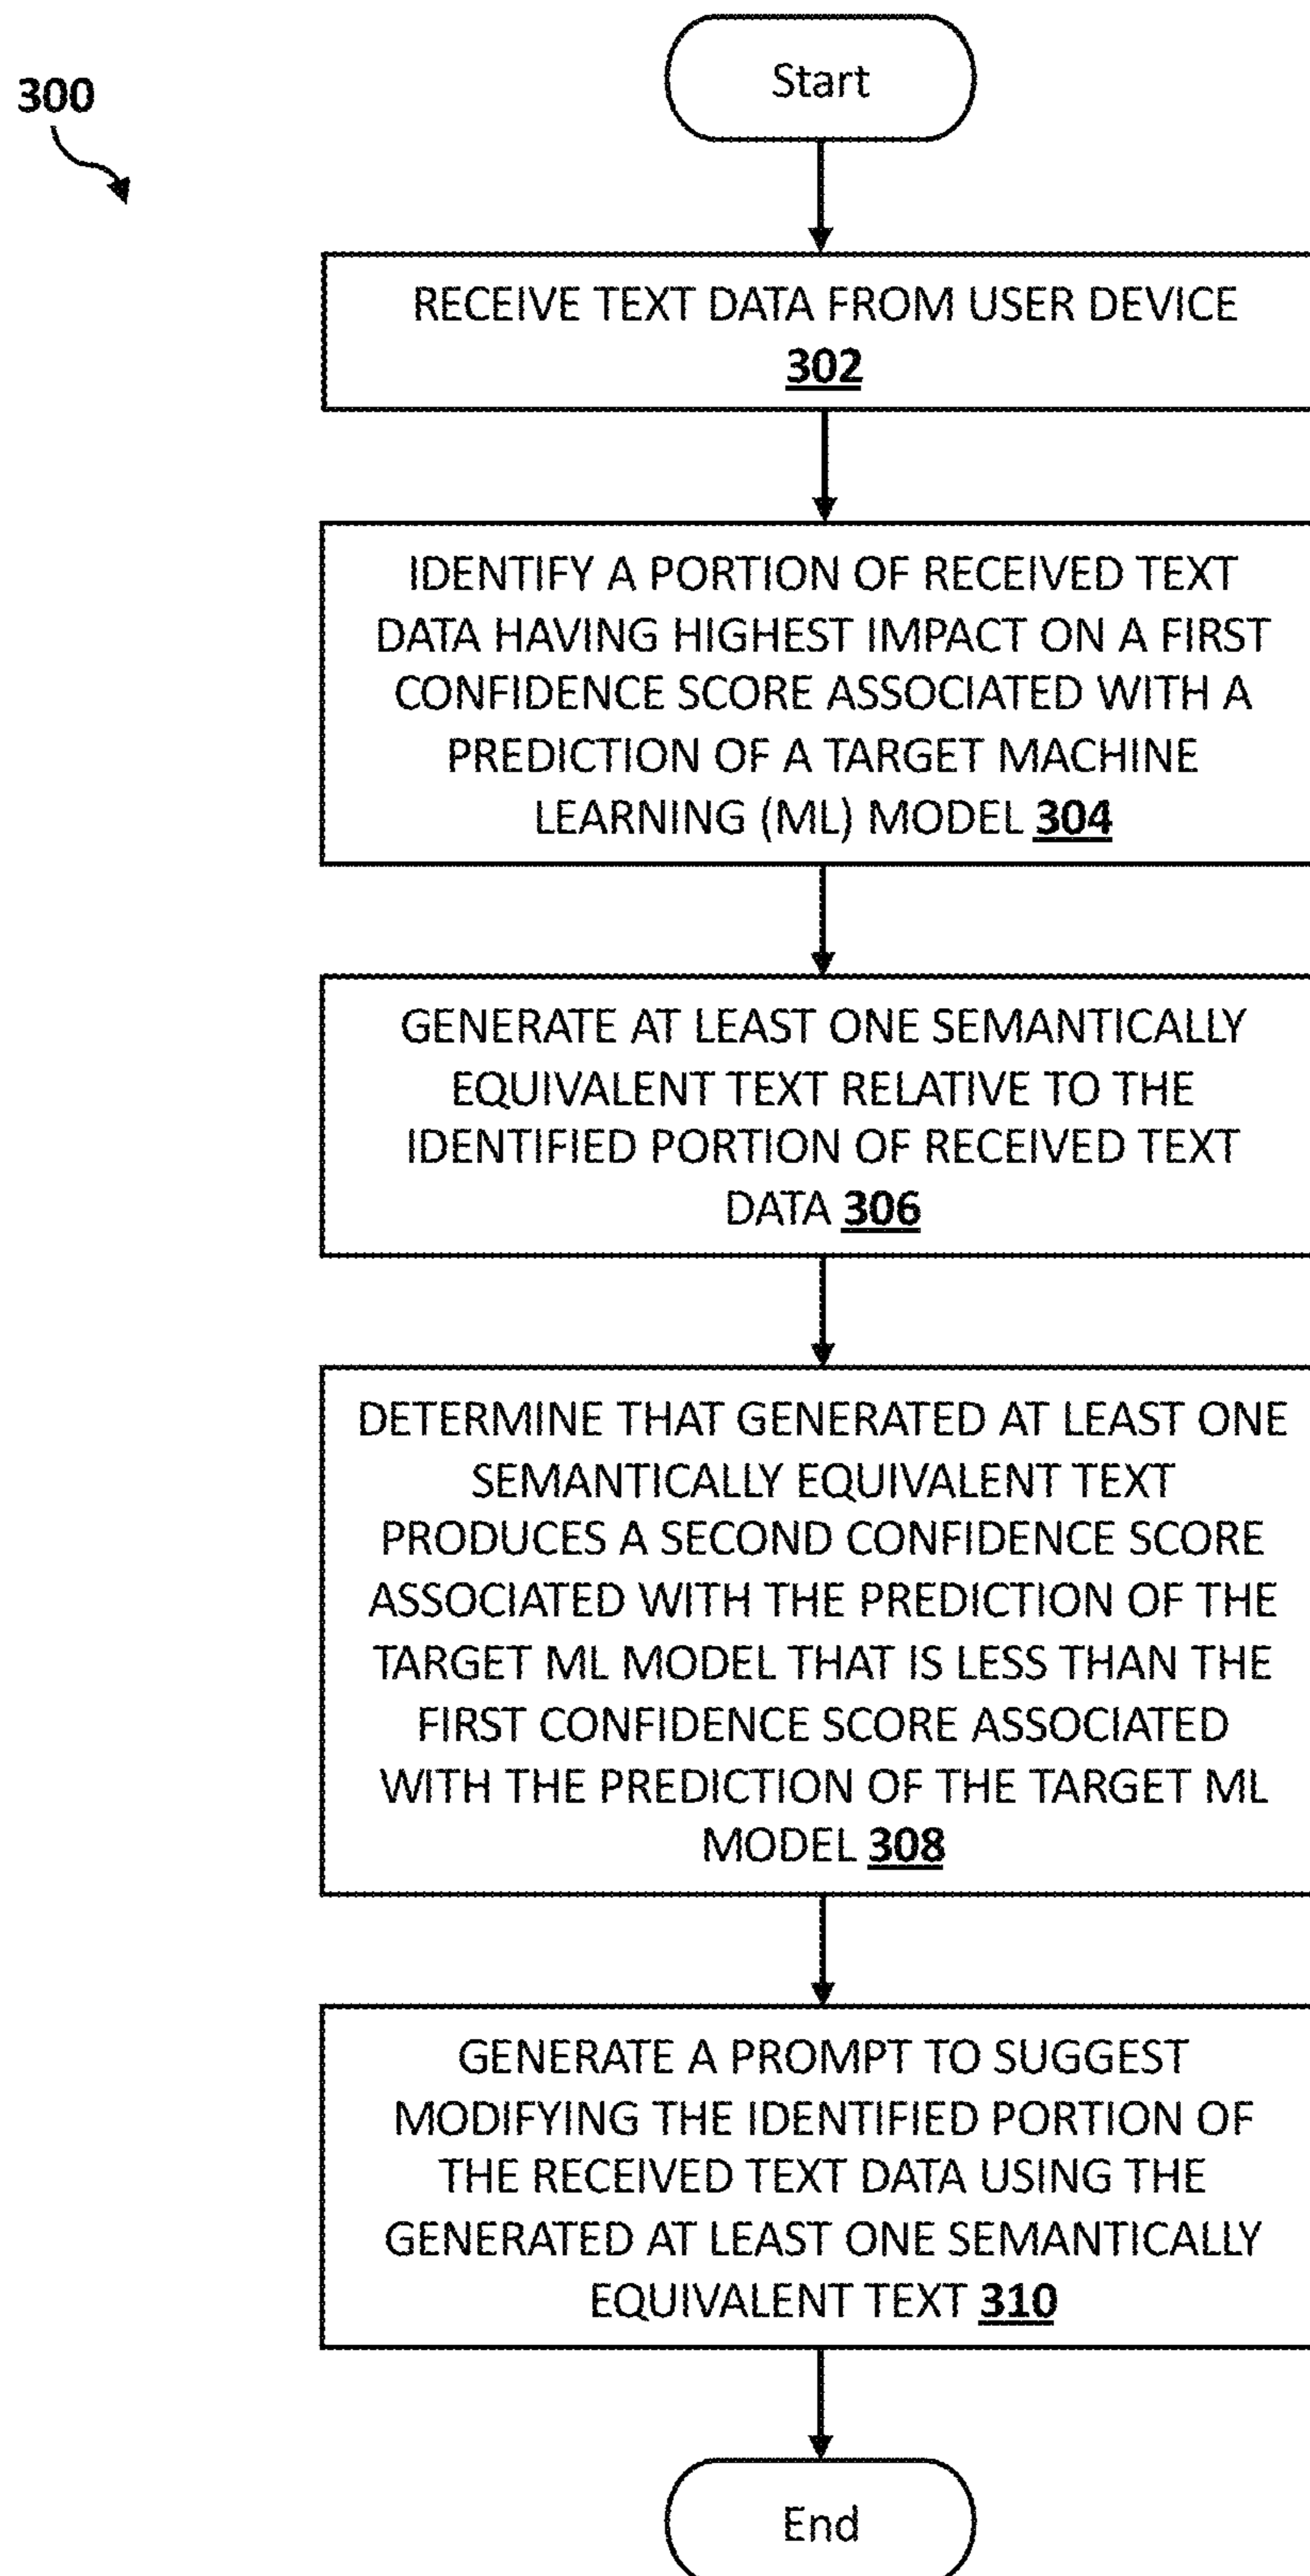 300
Start
RECEIVE TEXT DATA FROM USER DEVICE
302
IDENTIFY A PORTION OF RECEIVED TEXT
DATA HAVING HIGHEST IMPACT ON A FIRST
CONFIDENCE SCORE ASSOCIATED WITH A
PREDICTION OF A TARGET MACHINE
LEARNING (ML) MODEL 304
GENERATE AT LEAST ONE SEMANTICALLY
EQUIVALENT TEXT RELATIVE TO THE
IDENTIFIED PORTION OF RECEIVED TEXT
DATA 306
DETERMINE THAT GENERATED AT LEAST ONE
SEMANTICALLY EQUIVALENT TEXT
PRODUCES A SECOND CONFIDENCE SCORE
ASSOCIATED WITH THE PREDICTION OF THE
TARGET ML MODEL THAT IS LESS THAN THE
FIRST CONFIDENCE SCORE ASSOCIATED
WITH THE PREDICTION OF THE TARGET ML
MODEL 308
GENERATE A PROMPT TO SUGGEST
MODIFYING THE IDENTIFIED PORTION OF
THE RECEIVED TEXT DATA USING THE
GENERATED AT LEAST ONE SEMANTICALLY
EQUIVALENT TEXT 310
End